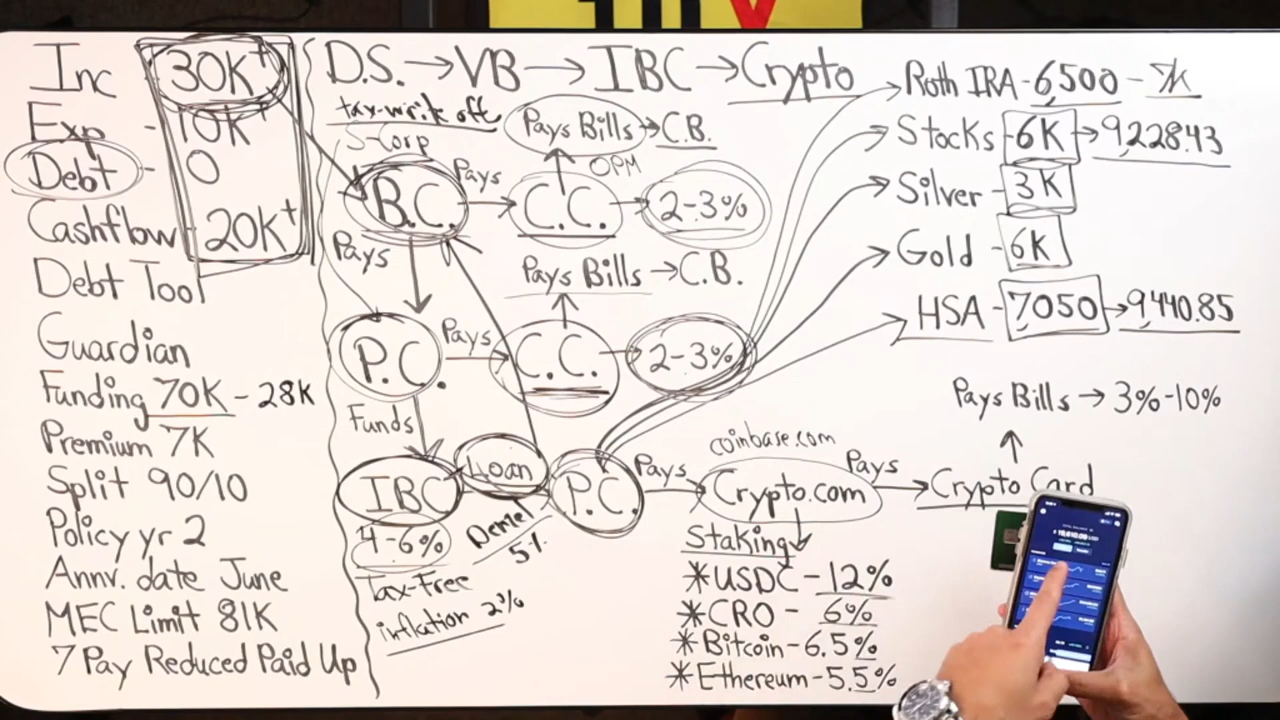 Inc 30K+
Exp - 10K+
Debt - 0
Cashflow - 20K+
Debt Tool
Guardian
Funding 70K - 28K
Premium 7K
Split 90/10
Policy yr 2
Annv. date June
MEC Limit 81K
7 Pay Reduced Paid Up
D.S. → VB → IBC → Crypto
tax-write off
S-Corp
Pays Bills → C.B.
OPM
B.C. Pays → C.C. → 2-3%
Pays
Pays Bills → C.B.
P.C. Pays → C.C. → 2-3%
Funds
IBC Loan P.C. Pays → Crypto.com Pays → Crypto Card
coinbase.com
4-6%
Demel 5%
Tax-Free
inflation 2%
Staking
*USDC - 12%
*CRO - 6%
*Bitcoin - 6.5%
*Ethereum - 5.5%
Roth IRA - 6,500 - 7K
Stocks 6K → 9,228.43
Silver - 3K
Gold - 6K
HSA - 7,050 → 9,440.85
Pays Bills → 3%-10%